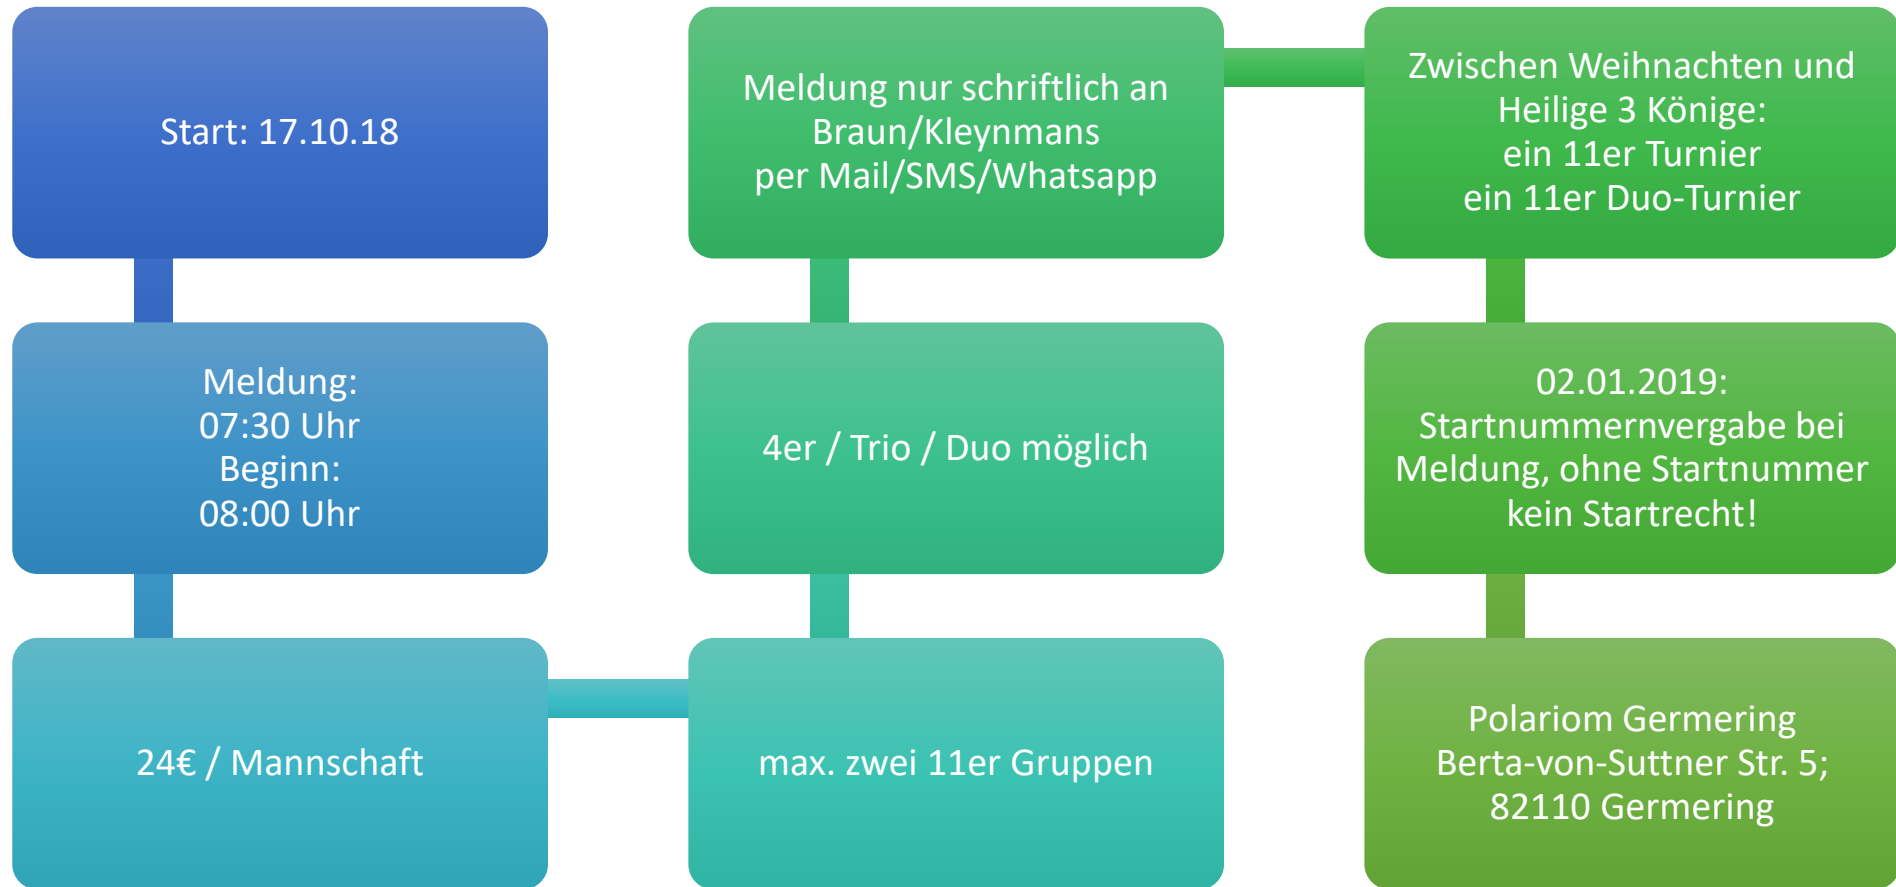 Start: 17.10.18
Meldung:
07:30 Uhr
Beginn:
08:00 Uhr
24€ / Mannschaft
max. zwei 11er Gruppen
4er / Trio / Duo möglich
Meldung nur schriftlich an
Braun/Kleynmans
per Mail/SMS/Whatsapp
Zwischen Weihnachten und
Heilige 3 Könige:
ein 11er Turnier
ein 11er Duo-Turnier
02.01.2019:
Startnummernvergabe bei
Meldung, ohne Startnummer
kein Startrecht!
Polariom Germering
Berta-von-Suttner Str. 5;
82110 Germering